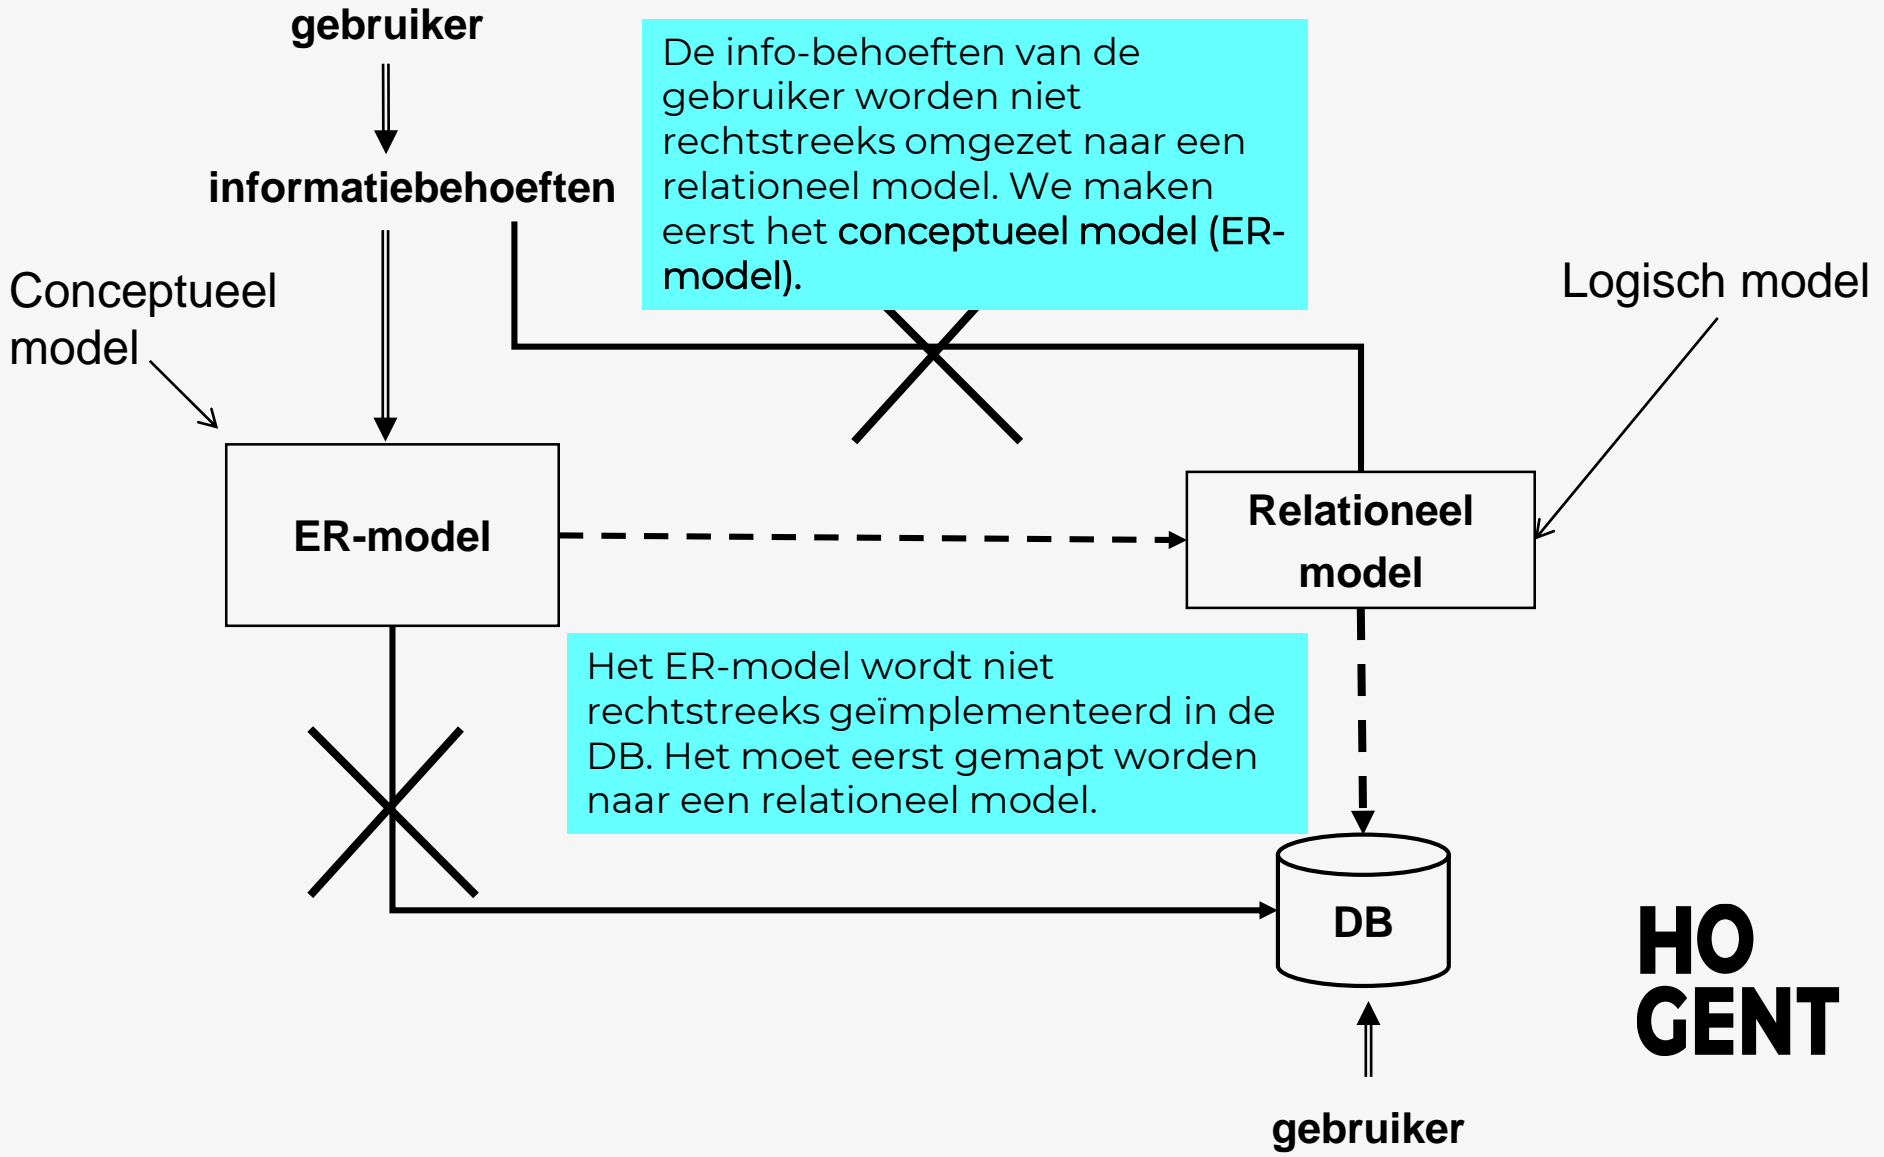 gebruiker
De info-behoeften van de
gebruiker worden niet
rechtstreeks omgezet naar een
relationeel model. We maken
eerst het conceptueel model (ER-
model).
informatiebehoeften
Conceptueel
model
Logisch model
ER-model
Relationeel
model
Het ER-model wordt niet
rechtstreeks geïmplementeerd in de
DB. Het moet eerst gemapt worden
naar een relationeel model.
DB
HO
GENT
gebruiker